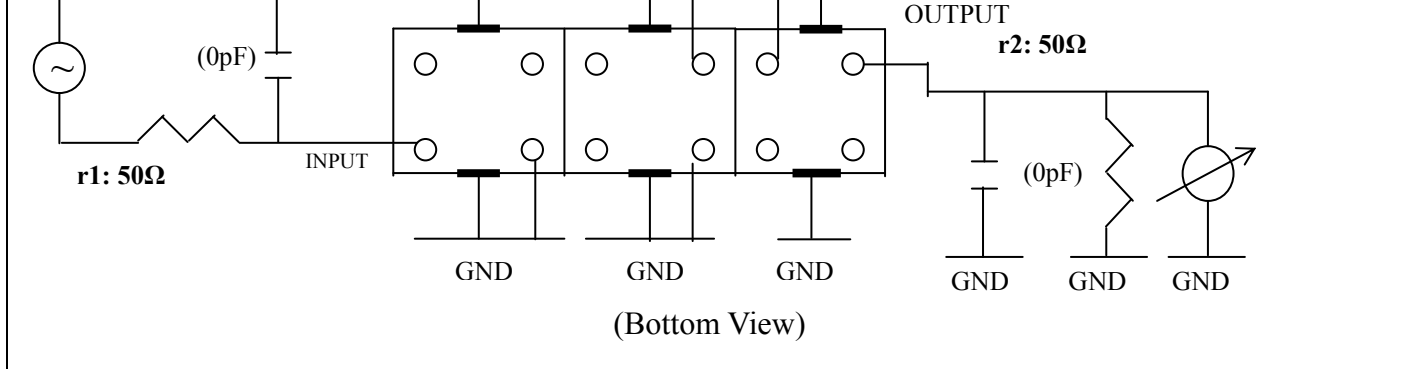 OUTPUT
r2: 50Ω
(0pF)
~
INPUT
r1: 50Ω
(0pF)
GND
GND
GND
GND
GND
GND
(Bottom View)